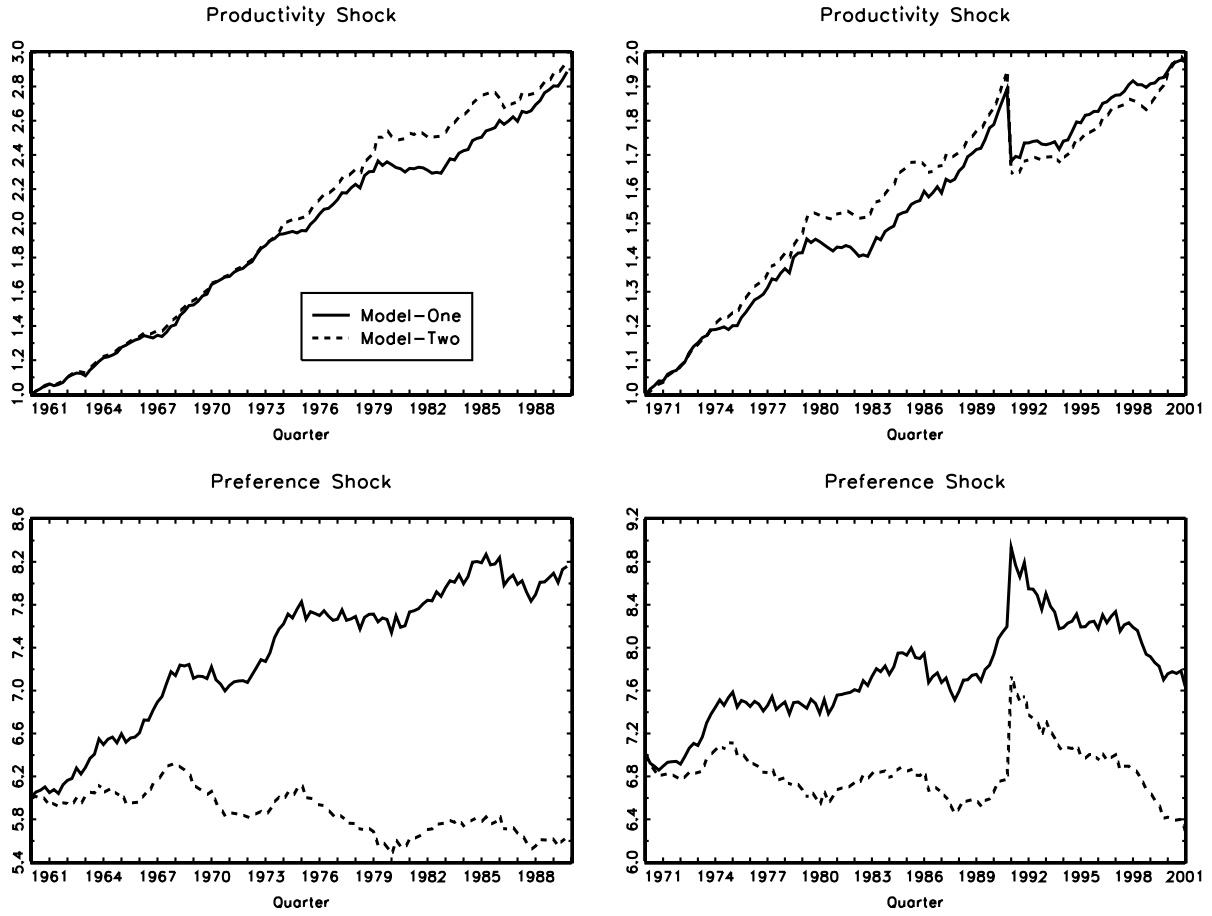 Productivity Shock
3.0
2.8
2.6
2.4
2.2
2.0
1.8
1.6
1.4
1.2
1.0
Model-One
Model-Two
1961 1964 1967 1970 1973 1976 1979 1982 1985 1988
Quarter
Productivity Shock
2.0
1.9
1.8
1.7
1.6
1.5
1.4
1.3
1.2
1.1
1.0
1971 1974 1977 1980 1983 1986 1989 1992 1995 1998 2001
Quarter
Preference Shock
8.6
8.2
7.8
7.4
7.0
6.6
6.2
5.8
5.4
1961 1964 1967 1970 1973 1976 1979 1982 1985 1988
Quarter
Preference Shock
9.2
8.8
8.4
8.0
7.6
7.2
6.8
6.4
6.0
1971 1974 1977 1980 1983 1986 1989 1992 1995 1998 2001
Quarter